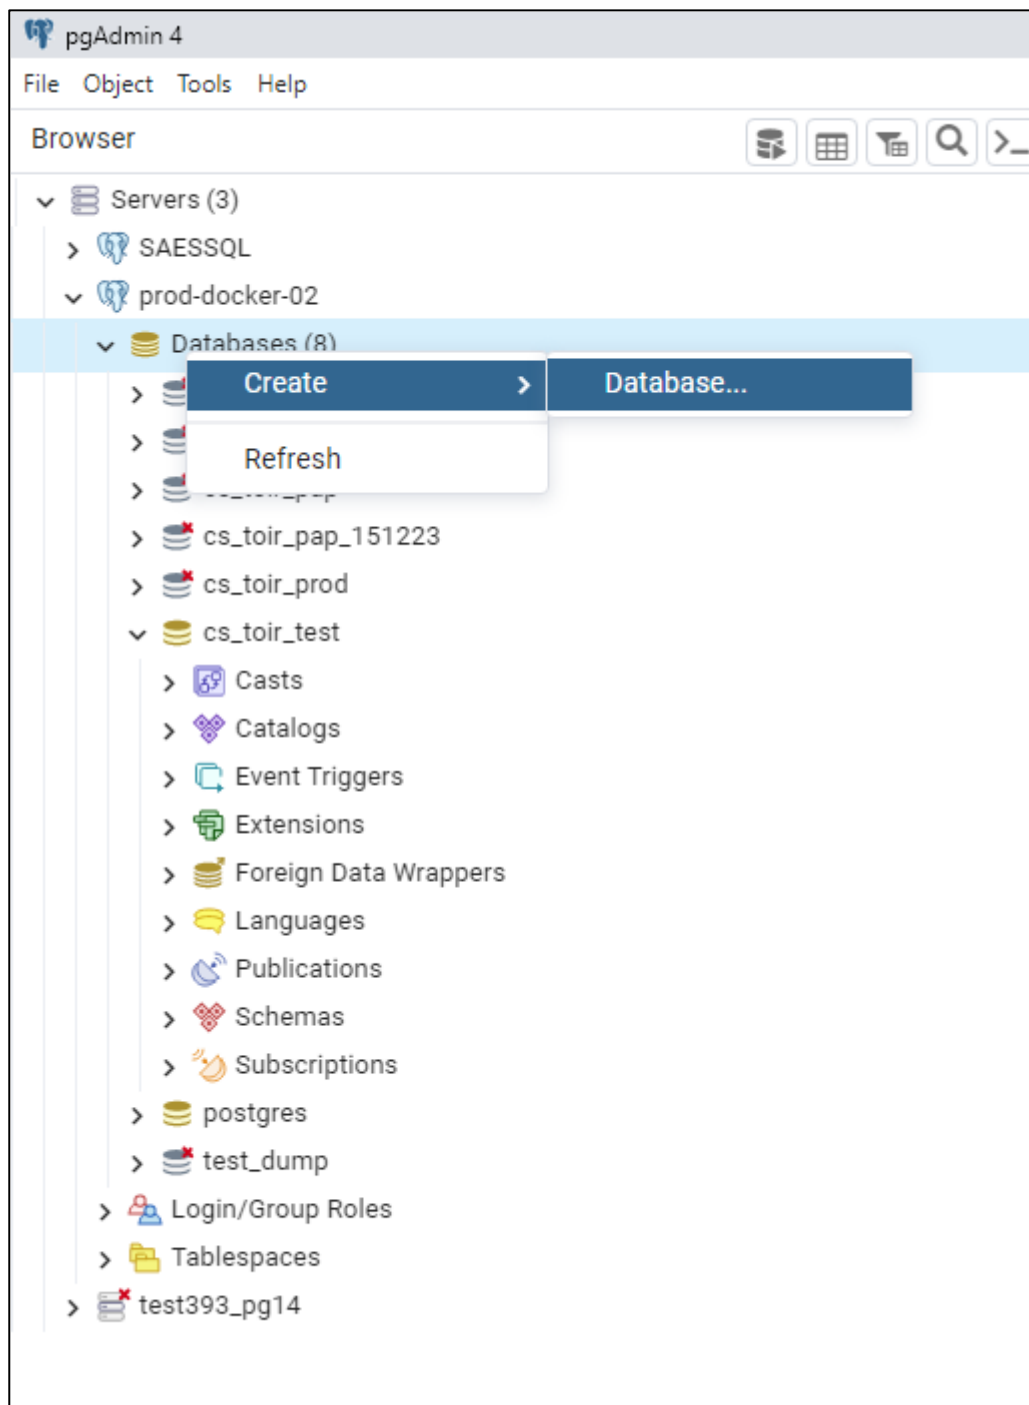 pgAdmin 4
File Object Tools Help
Browser
Servers (3)
SAESSQL
prod-docker-02
Databases (8)
Create
Database...
Refresh
cs_toir_pap_151223
cs_toir_prod
cs_toir_test
Casts
Catalogs
Event Triggers
Extensions
Foreign Data Wrappers
Languages
Publications
Schemas
Subscriptions
postgres
test_dump
Login/Group Roles
Tablespaces
test393_pg14